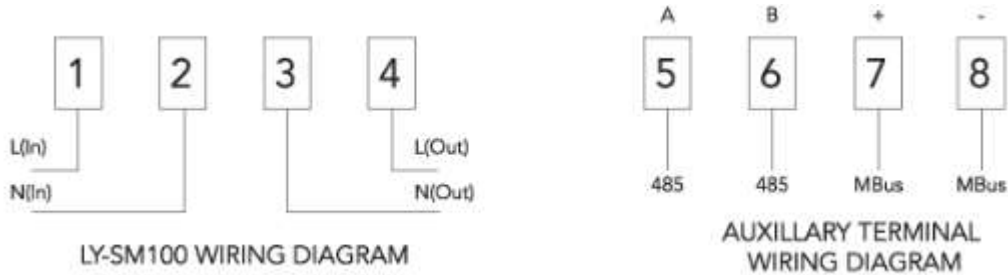 A B + -
1 2 3 4 5 6 7 8
L(In) L(Out)
N(In) N(Out)
485 485 MBus MBus
LY-SM100 WIRING DIAGRAM
AUXILLARY TERMINAL
WIRING DIAGRAM